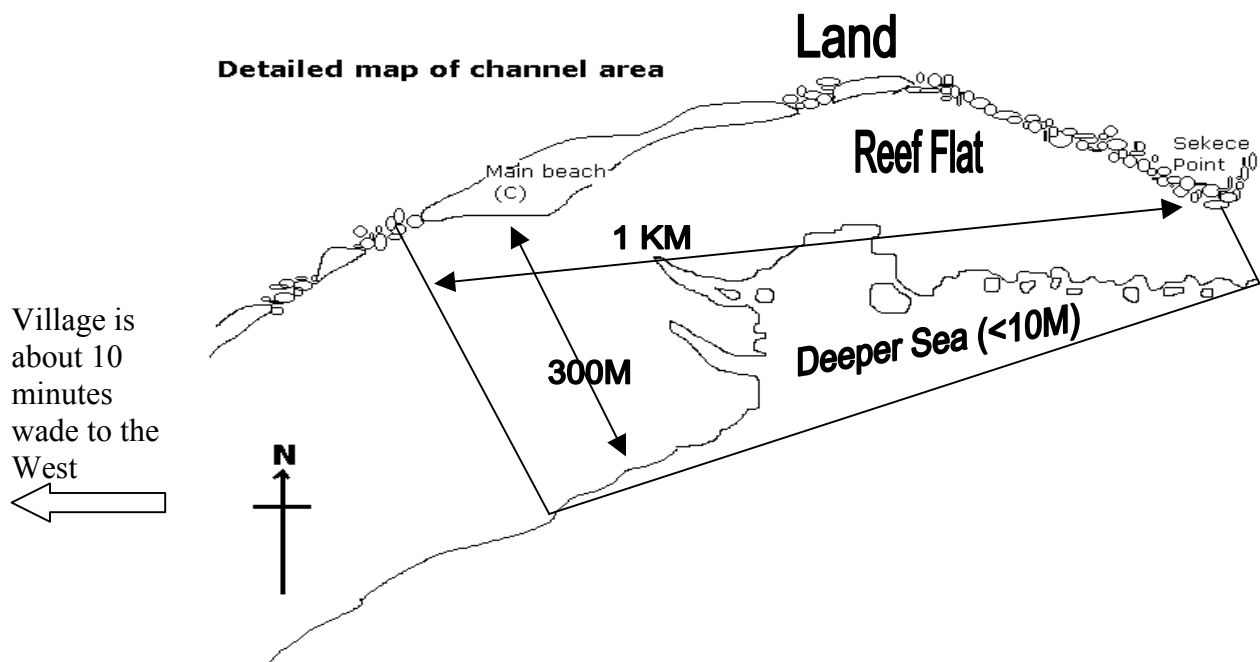 Land
Detailed map of channel area
Reef Flat
Sekece
Point
Main beach
(C)
1 KM
300M
Deeper Sea (<10M)
Village is
about 10
minutes
wade to the
West
N